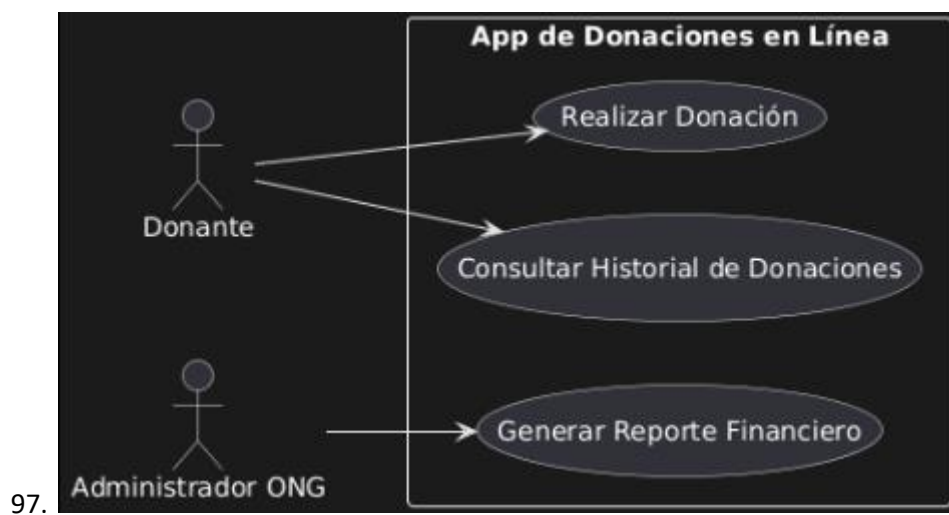 App de Donaciones en Línea
Realizar Donación
Donante
Consultar Historial de Donaciones
Generar Reporte Financiero
Administrador ONG
97.